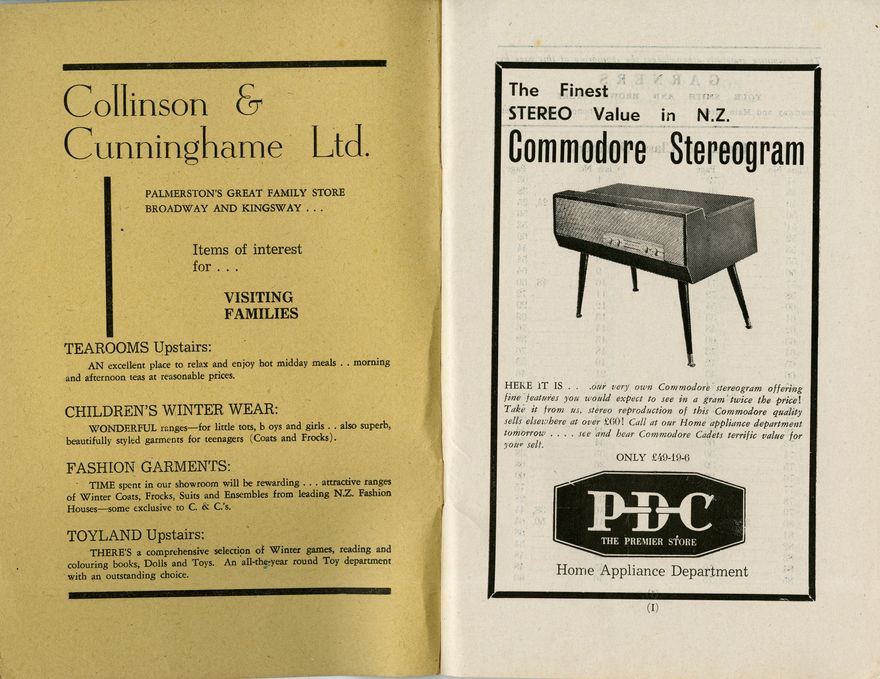 Collinson &
Cunninghame Ltd.
PALMERSTON'S GREAT FAMILY STORE
BROADWAY AND KINGSWAY . . .
Items of interest
for . . .
VISITING
FAMILIES
TEAROOMS Upstairs:
AN excellent place to relax and enjoy hot midday meals . . morning
and afternoon teas at reasonable prices.
CHILDREN'S WINTER WEAR:
WONDERFUL ranges—for little tots, b oys and girls . . also superb,
beautifully styled garments for teenagers (Coats and Frocks).
FASHION GARMENTS:
TIME spent in our showroom will be rewarding . . . attractive ranges
of Winter Coats, Frocks, Suits and Ensembles from leading N.Z. Fashion
Houses—some exclusive to C. & C.'s.
TOYLAND Upstairs:
THERE'S a comprehensive selection of Winter games, reading and
colouring books, Dolls and Toys. An all-the-year round Toy department
with an outstanding choice.
The Finest
STEREO Value in N.Z.
Commodore Stereogram
HERE IT IS . . .our very own Commodore stereogram offering
fine features you would expect to see in a gram twice the price!
Take it from us, stereo reproduction of this Commodore quality
sells elsewhere at over £60! Call at our Home appliance department
tomorrow . . . . see and hear Commodore Cadets terrific value for
your self.
ONLY £49-19-6
PDC
THE PREMIER STORE
Home Appliance Department
(1)